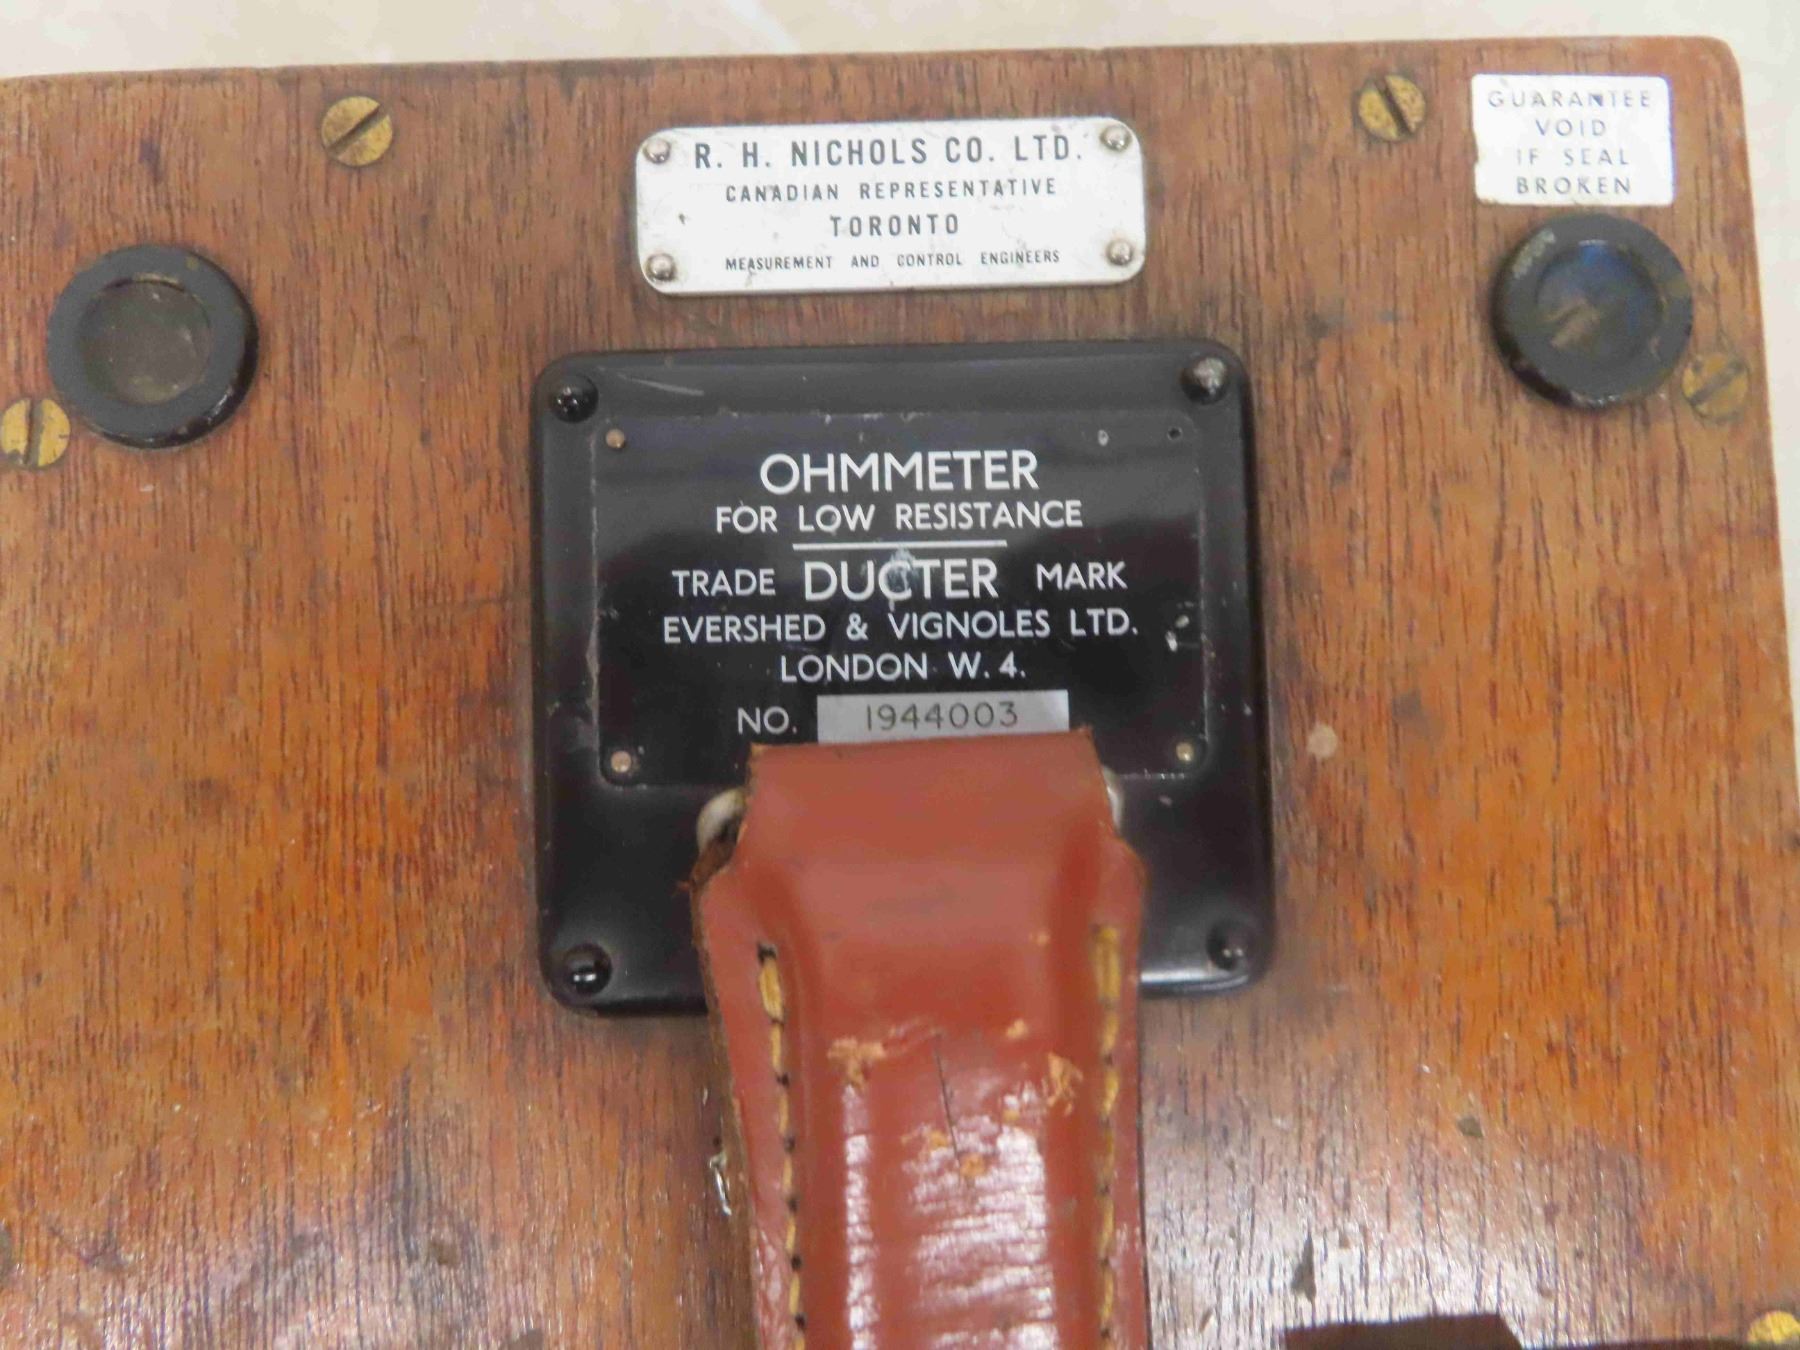 R. H. NICHOLS CO. LTD.
CANADIAN REPRESENTATIVE
TORONTO
MEASUREMENT AND CONTROL ENGINEERS
GUARANTEE
VOID
IF SEAL
BROKEN
OHMMETER
FOR LOW RESISTANCE
TRADE DUCTER MARK
EVERSHED & VIGNOLES LTD.
LONDON W. 4.
NO. 1944003